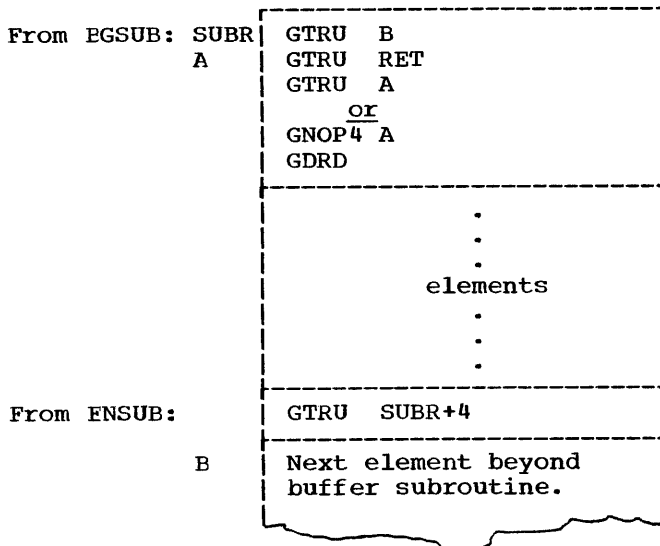 From BGSUB: SUBR GTRU B
A GTRU RET
GTRU A
or
GNOP4 A
GDRD
.
.
.
elements
.
.
.
From ENSUB: GTRU SUBR+4
B Next element beyond
buffer subroutine.